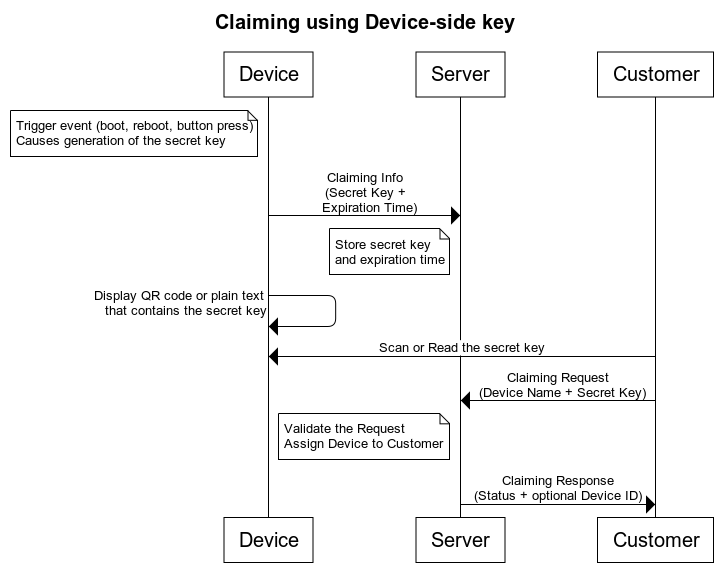 Claiming using Device-side key
Device
Server
Customer
Trigger event (boot, reboot, button press)
Causes generation of the secret key
Claiming Info
(Secret Key +
Expiration Time)
Store secret key
and expiration time
Display QR code or plain text
that contains the secret key
Scan or Read the secret key
Claiming Request
(Device Name + Secret Key)
Validate the Request
Assign Device to Customer
Claiming Response
(Status + optional Device ID)
Device
Server
Customer